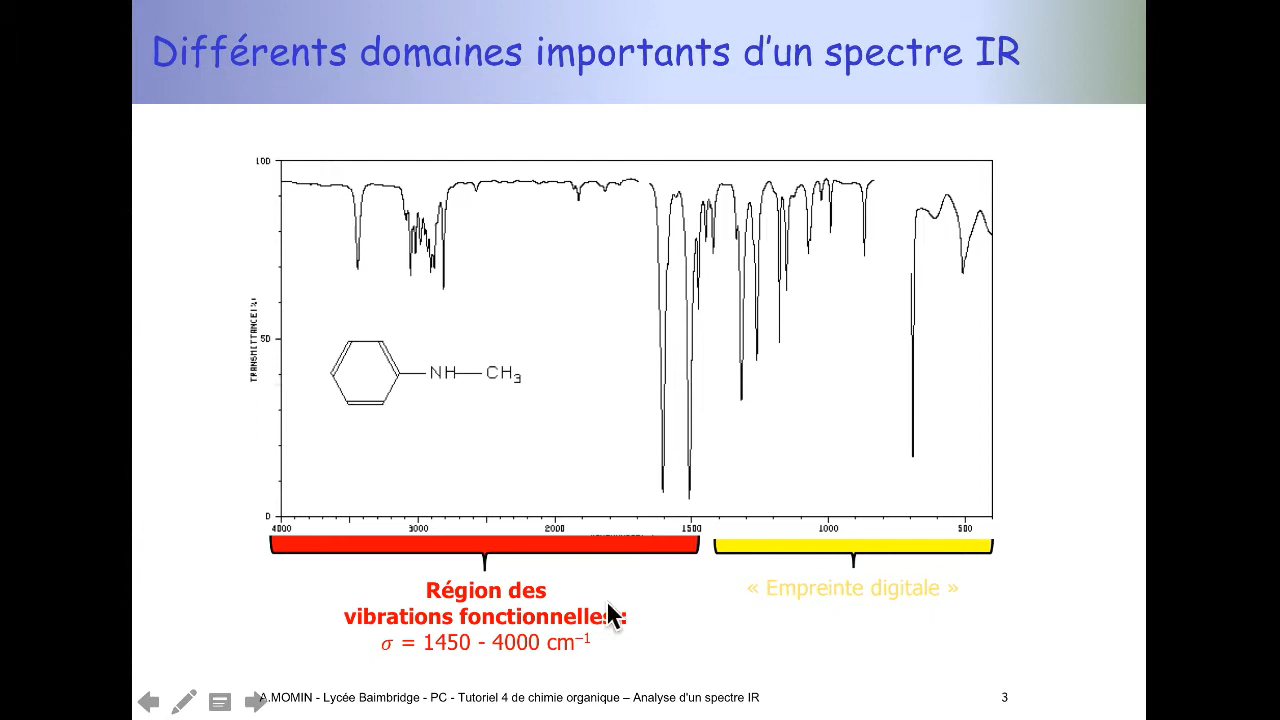 Différents domaines importants d’un spectre IR
100
TRANSMITTANCE(%)
50
NH
CH3
0
4000 3000 2000 1500 1000 500
Région des
vibrations fonctionnelles :
σ = 1450 - 4000 cm⁻¹
« Empreinte digitale »
A.MOMIN - Lycée Baimbridge - PC - Tutoriel 4 de chimie organique – Analyse d'un spectre IR
3